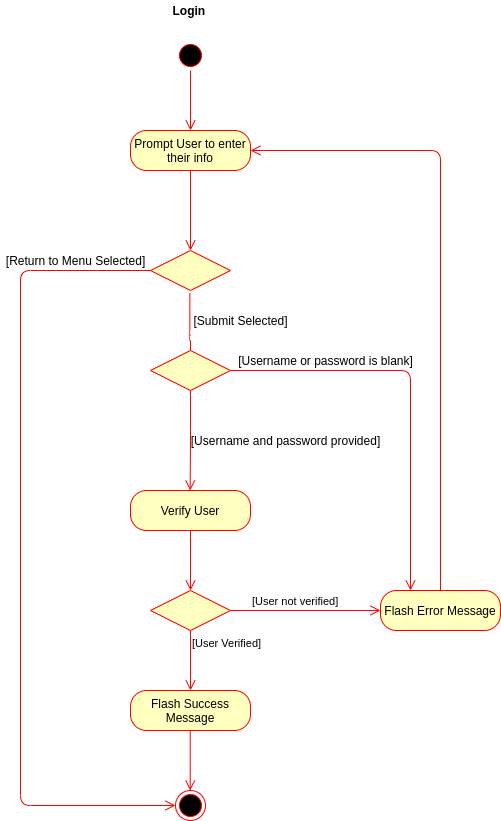 Login
Prompt User to enter
their info
[Return to Menu Selected]
[Submit Selected]
[Username or password is blank]
[Username and password provided]
Verify User
[User not verified]
Flash Error Message
[User Verified]
Flash Success
Message